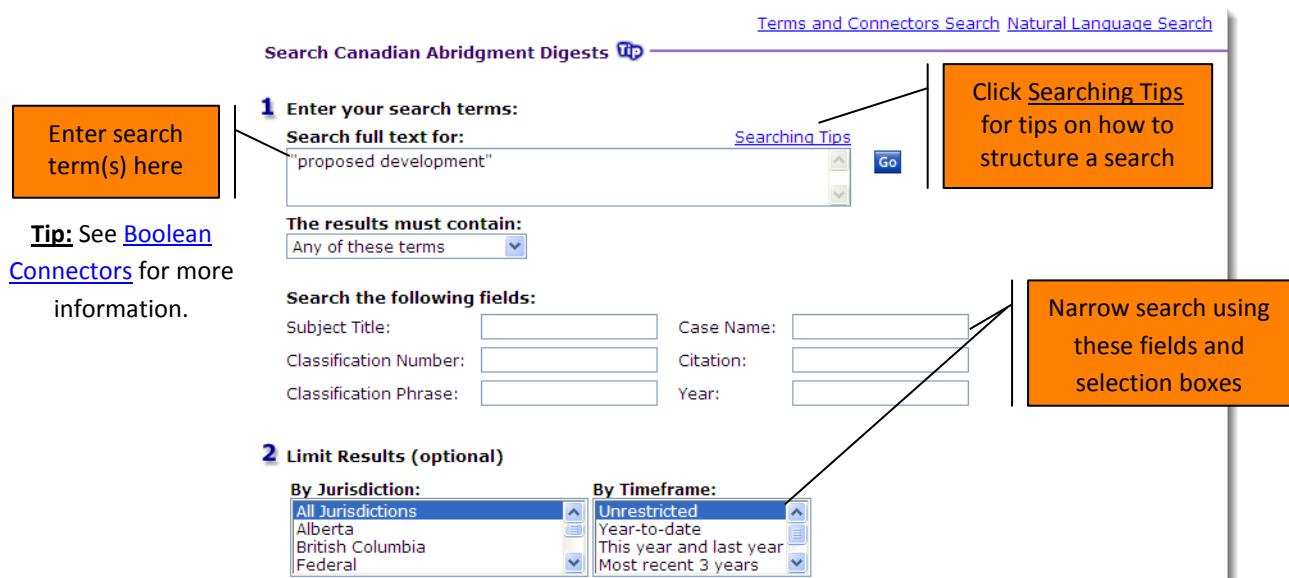 Terms and Connectors Search Natural Language Search
Search Canadian Abridgment Digests Tip
1 Enter your search terms:
Search full text for: Searching Tips
"proposed development"
Go
The results must contain:
Any of these terms
Search the following fields:
Subject Title: Case Name:
Classification Number: Citation:
Classification Phrase: Year:
2 Limit Results (optional)
By Jurisdiction: By Timeframe:
All Jurisdictions Unrestricted
Alberta Year-to-date
British Columbia This year and last year
Federal Most recent 3 years
Enter search
term(s) here
Tip: See Boolean
Connectors for more
information.
Click Searching Tips
for tips on how to
structure a search
Narrow search using
these fields and
selection boxes